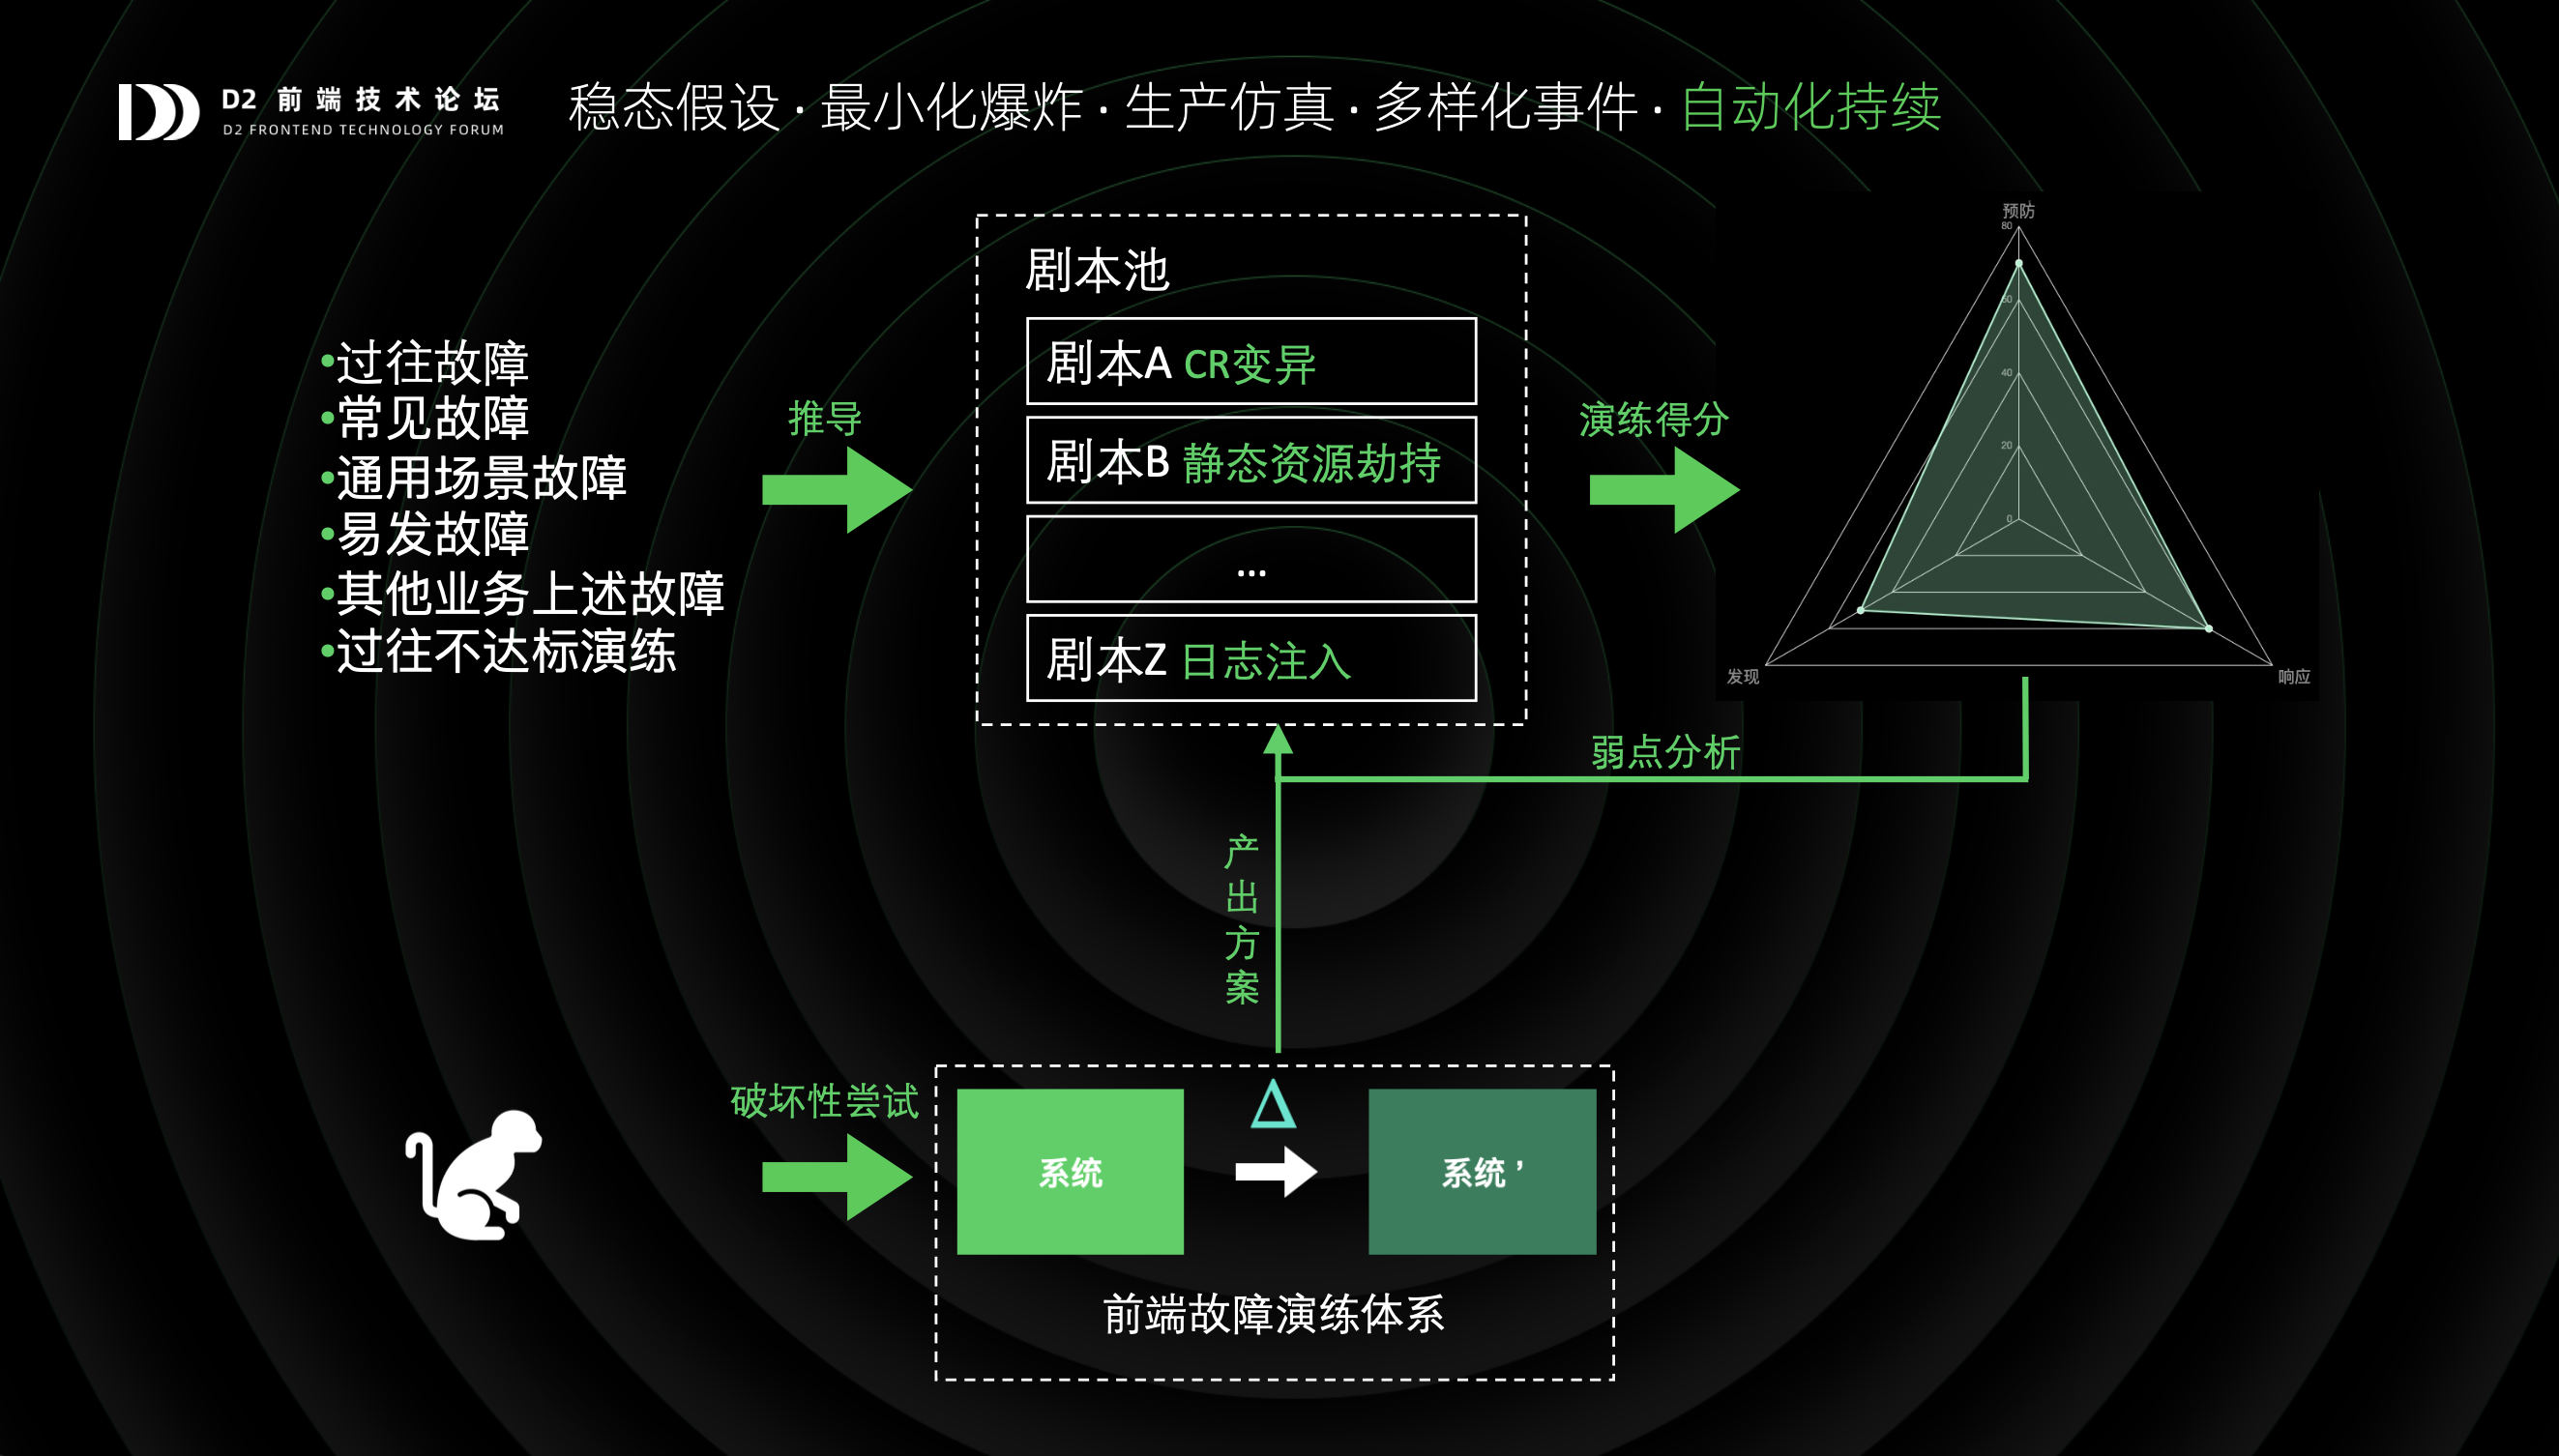 D2 前端技术论坛
D2 FRONTEND TECHNOLOGY FORUM
稳态假设·最小化爆炸·生产仿真·多样化事件·自动化持续
•过往故障
•常见故障
•通用场景故障
•易发故障
•其他业务上述故障
•过往不达标演练
推导
剧本池
剧本A CR变异
剧本B 静态资源劫持
...
剧本Z 日志注入
演练得分
预防
80
60
40
20
0
发现
响应
弱点分析
产出方案
破坏性尝试
Δ
系统
系统’
前端故障演练体系